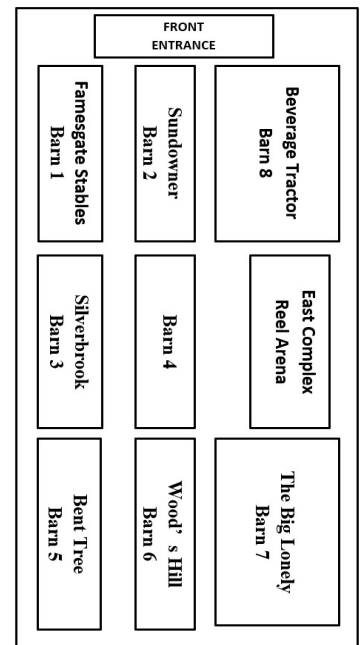 FRONT
ENTRANCE
Famesgate Stables
Barn 1
Sundowner
Barn 2
Beverage Tractor
Barn 8
Silverbrook
Barn 3
Barn 4
East Complex
Reel Arena
Bent Tree
Barn 5
Wood’s Hill
Barn 6
The Big Lonely
Barn 7